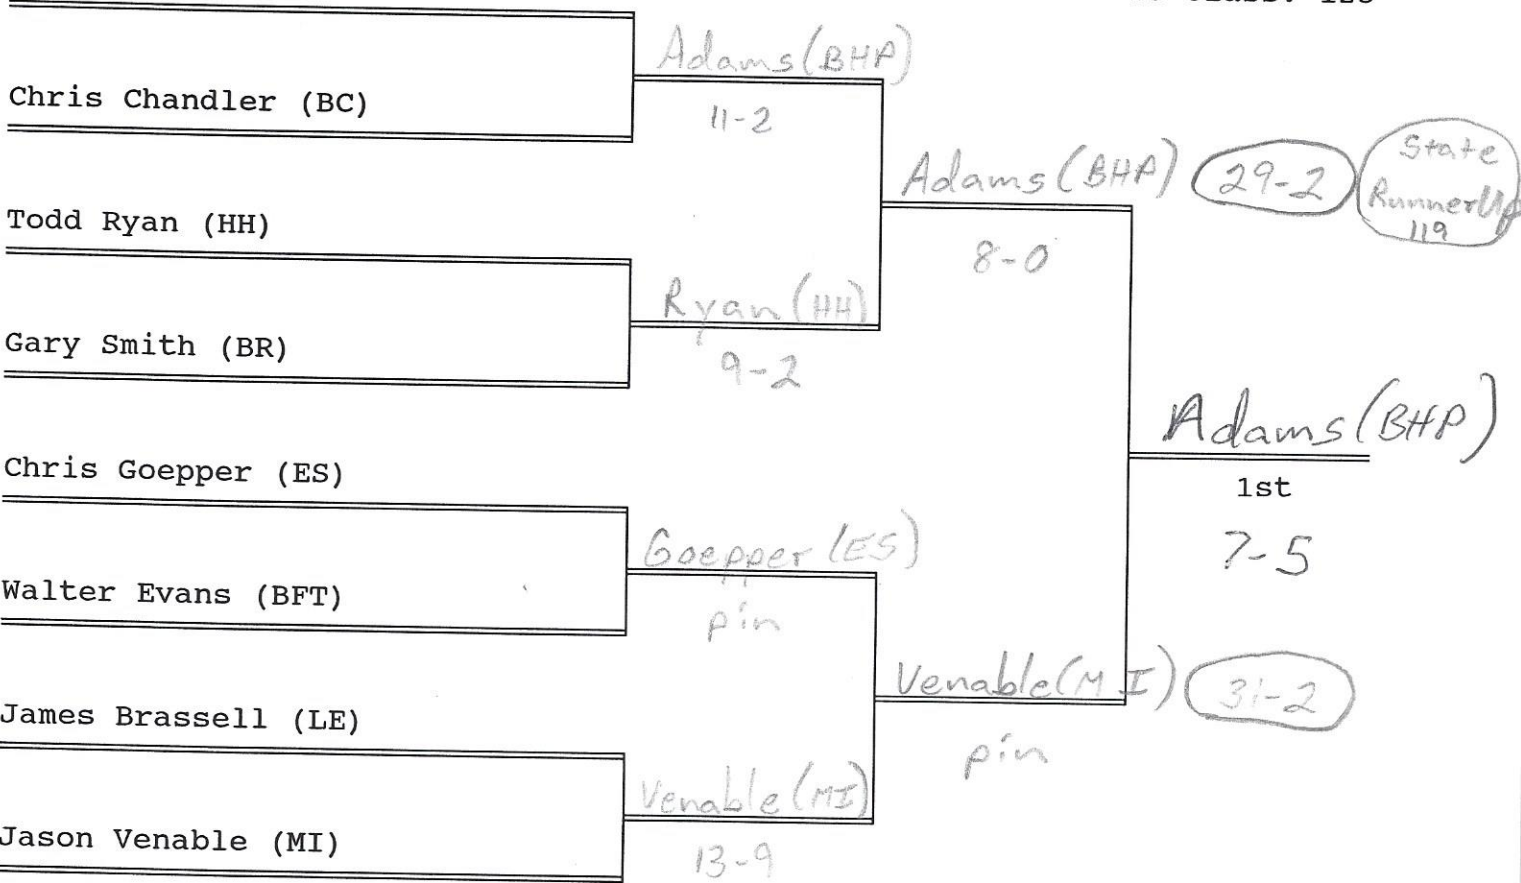 Adams (BHP)
Chris Chandler (BC)
11-2
Adams (BHP) 29-2 State
RunnerUp
119
Todd Ryan (HH)
8-0
Ryan (HH)
Gary Smith (BR)
9-2
Adams (BHP)
1st
7-5
Chris Goepper (ES)
Goepper (ES)
Walter Evans (BFT)
pin
Venable (MI) 31-2
James Brassell (LE)
pin
Venable (MI)
Jason Venable (MI)
13-9